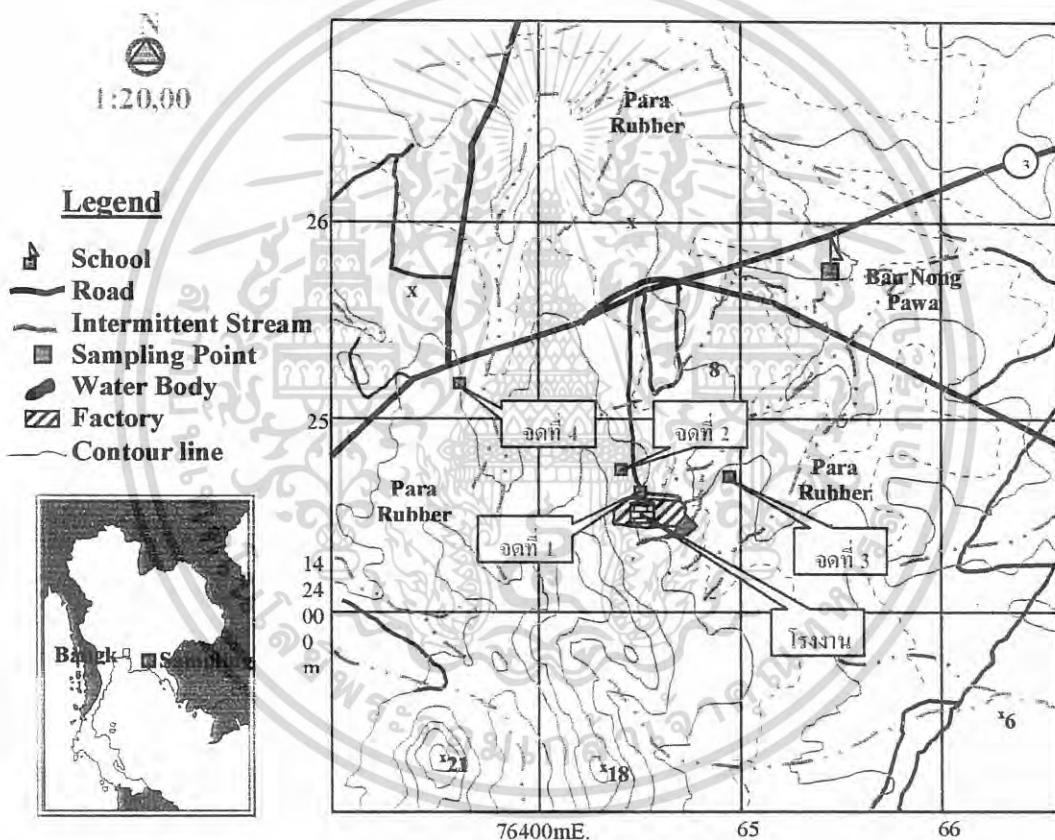 N
1:20,00
Legend
School
Road
Intermittent Stream
Sampling Point
Water Body
Factory
Contour line
Bangk
Sampling
Para
Rubber
3
26
X
X
Ban Nong
Pawa
8
25
จดที่ 4
จดที่ 2
Para
Rubber
Para
Rubber
จดที่ 1
จดที่ 3
14
24
00
0
m
โรงงาน
x21
x18
x6
76400mE.
65
66